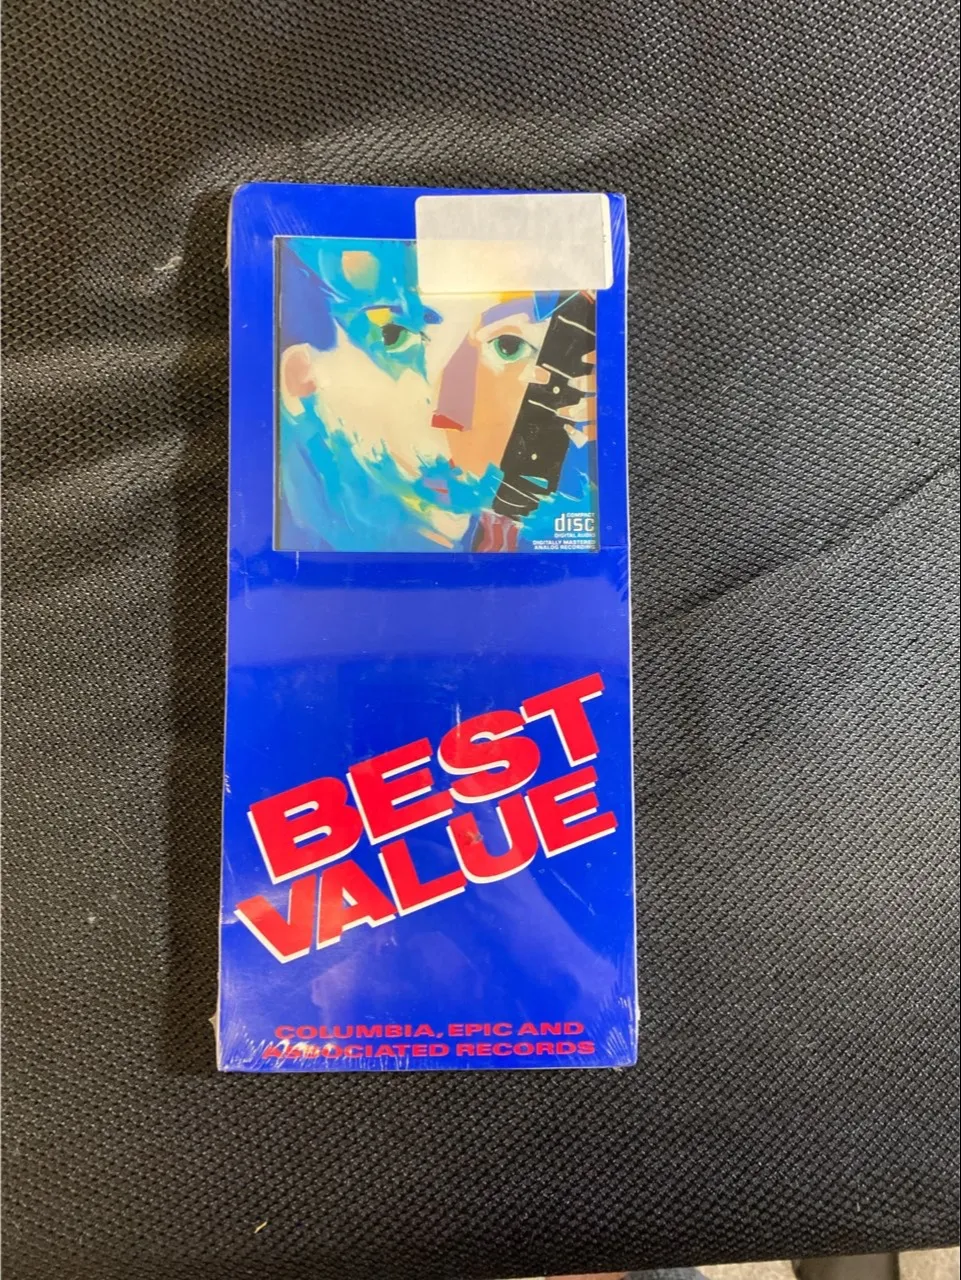 COMPACT
disc
DIGITAL AUDIO
DIGITALLY MASTERED
ANALOG RECORDING
BEST
VALUE
COLUMBIA, EPIC AND
ASSOCIATED RECORDS